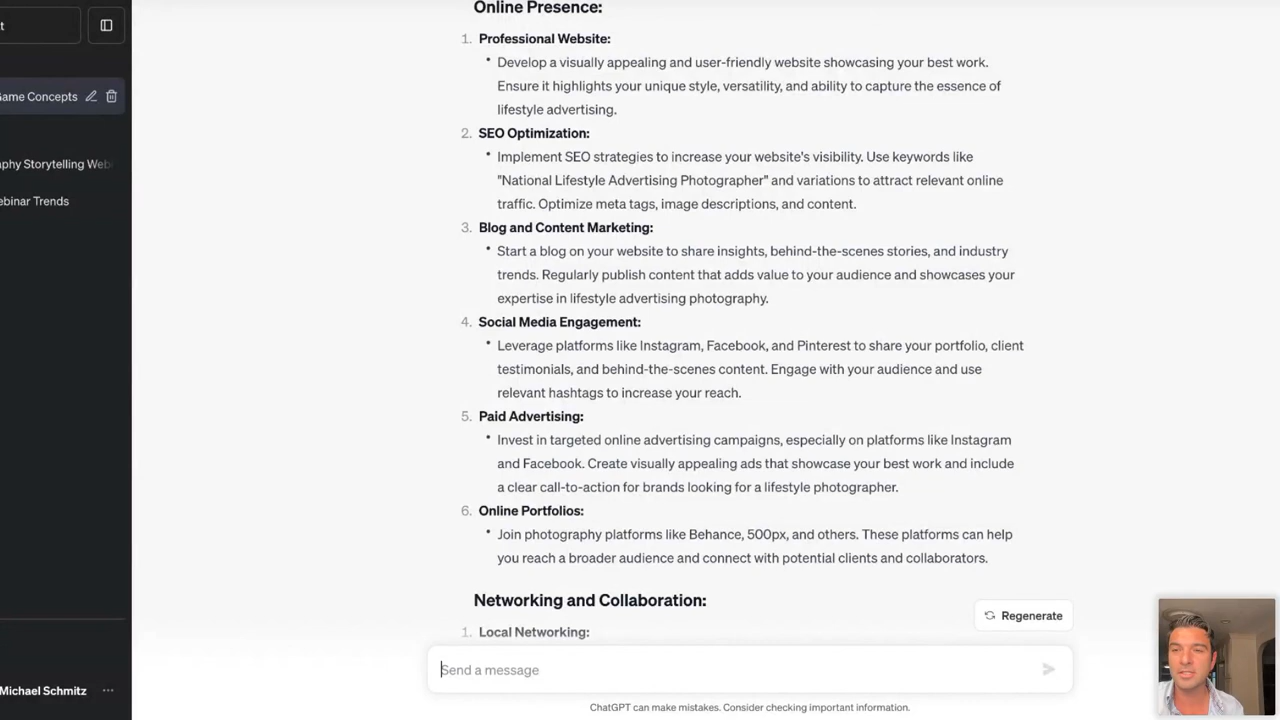 t
Online Presence:
1. Professional Website:
• Develop a visually appealing and user-friendly website showcasing your best work.
Ensure it highlights your unique style, versatility, and ability to capture the essence of
lifestyle advertising.
Game Concepts
2. SEO Optimization:
• Implement SEO strategies to increase your website's visibility. Use keywords like
"National Lifestyle Advertising Photographer" and variations to attract relevant online
traffic. Optimize meta tags, image descriptions, and content.
aphy Storytelling Web
ebinar Trends
3. Blog and Content Marketing:
• Start a blog on your website to share insights, behind-the-scenes stories, and industry
trends. Regularly publish content that adds value to your audience and showcases your
expertise in lifestyle advertising photography.
4. Social Media Engagement:
• Leverage platforms like Instagram, Facebook, and Pinterest to share your portfolio, client
testimonials, and behind-the-scenes content. Engage with your audience and use
relevant hashtags to increase your reach.
5. Paid Advertising:
• Invest in targeted online advertising campaigns, especially on platforms like Instagram
and Facebook. Create visually appealing ads that showcase your best work and include
a clear call-to-action for brands looking for a lifestyle photographer.
6. Online Portfolios:
• Join photography platforms like Behance, 500px, and others. These platforms can help
you reach a broader audience and connect with potential clients and collaborators.
Networking and Collaboration:
Regenerate
1. Local Networking:
Send a message
Michael Schmitz
ChatGPT can make mistakes. Consider checking important information.